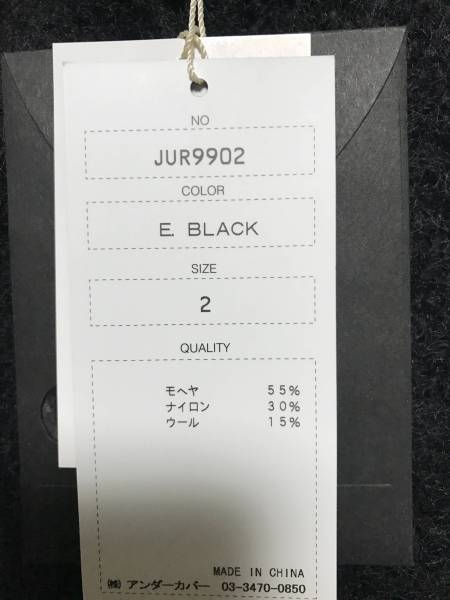 NO
JUR9902
COLOR
E. BLACK
SIZE
2
QUALITY
モヘヤ 55%
ナイロン 30%
ウール 15%
MADE IN CHINA
㈱ アンダーカバー 03-3470-0850